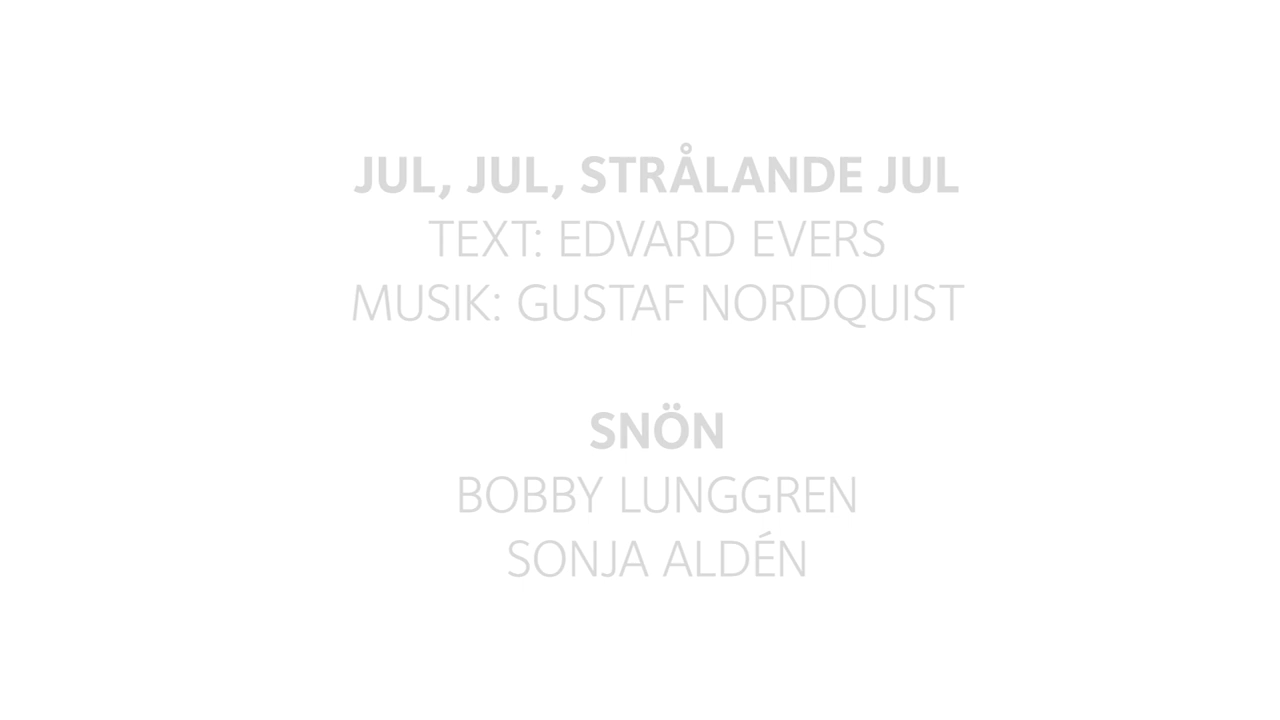 JUL, JUL, STRÅLANDE JUL
TEXT: EDVARD EVERS
MUSIK: GUSTAF NORDQUIST
SNÖN
BOBBY LUNGGREN
SONJA ALDÉN